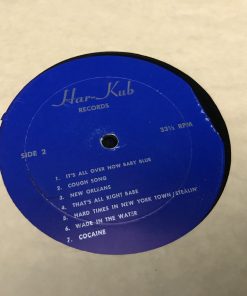 Har-Kub
RECORDS
33⅓ RPM
SIDE 2
1. IT'S ALL OVER NOW BABY BLUE
2. COUGH SONG
3. NEW ORLEANS
4. THAT'S ALL RIGHT BABE
5. HARD TIMES IN NEW YORK TOWN/STEALIN'
6. WADE IN THE WATER
7. COCAINE